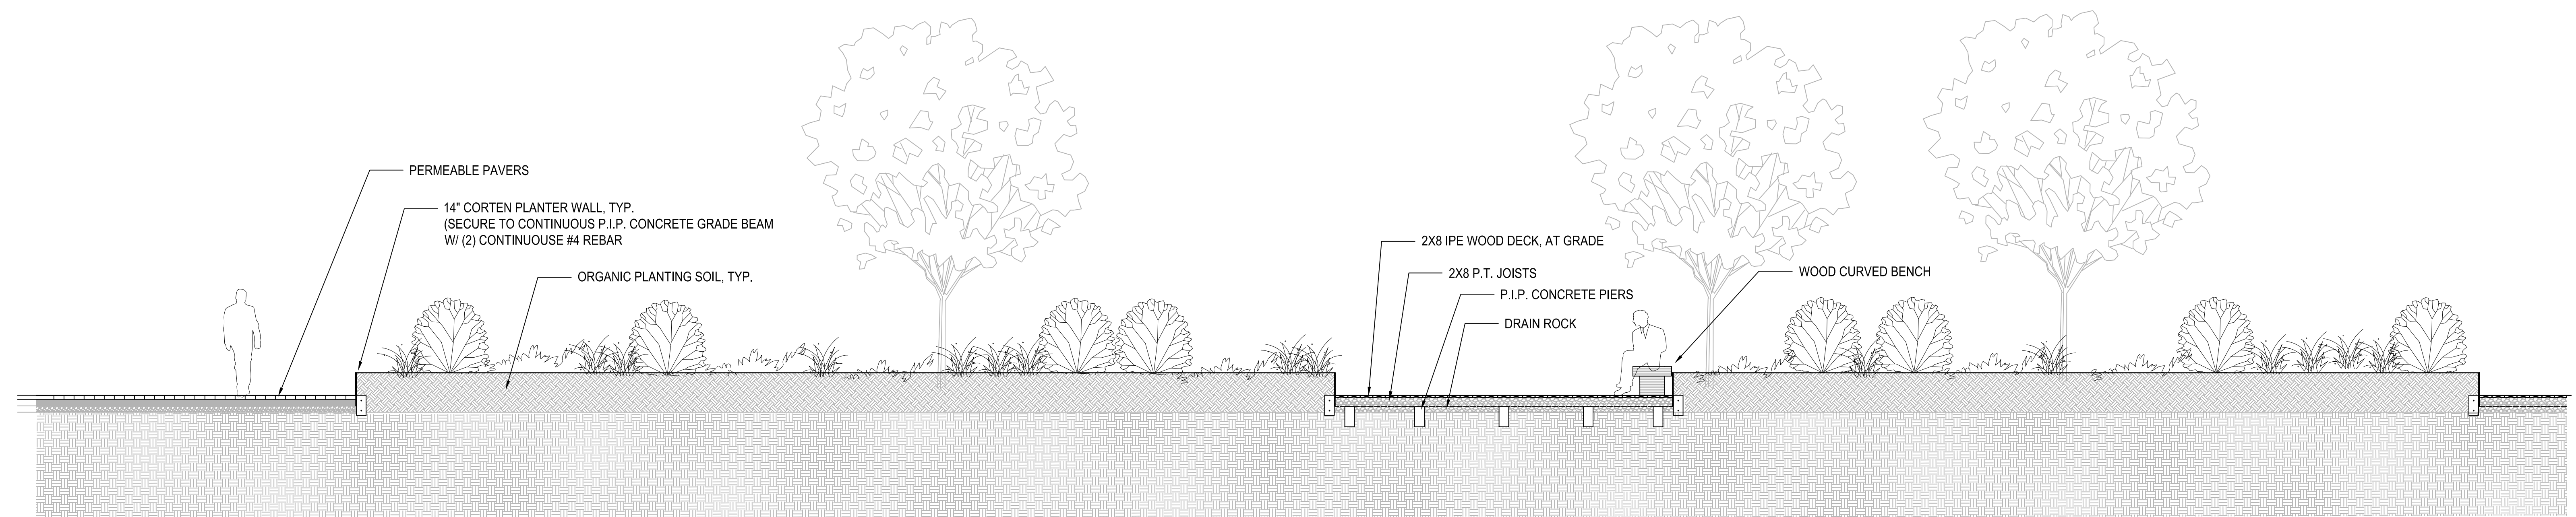 PERMEABLE PAVERS
14" CORTEN PLANTER WALL, TYP.
(SECURE TO CONTINUOUS P.I.P. CONCRETE GRADE BEAM
W/ (2) CONTINUOUSE #4 REBAR
ORGANIC PLANTING SOIL, TYP.
2X8 IPE WOOD DECK, AT GRADE
2X8 P.T. JOISTS
P.I.P. CONCRETE PIERS
DRAIN ROCK
WOOD CURVED BENCH